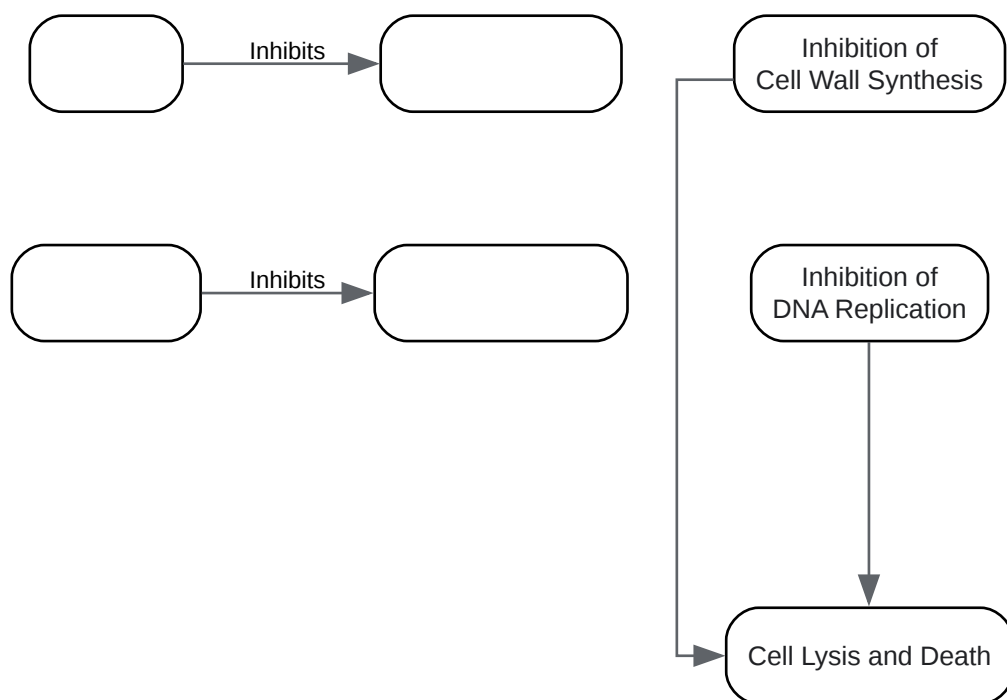 Inhibits
Inhibition of
Cell Wall Synthesis
Inhibits
Inhibition of
DNA Replication
Cell Lysis and Death